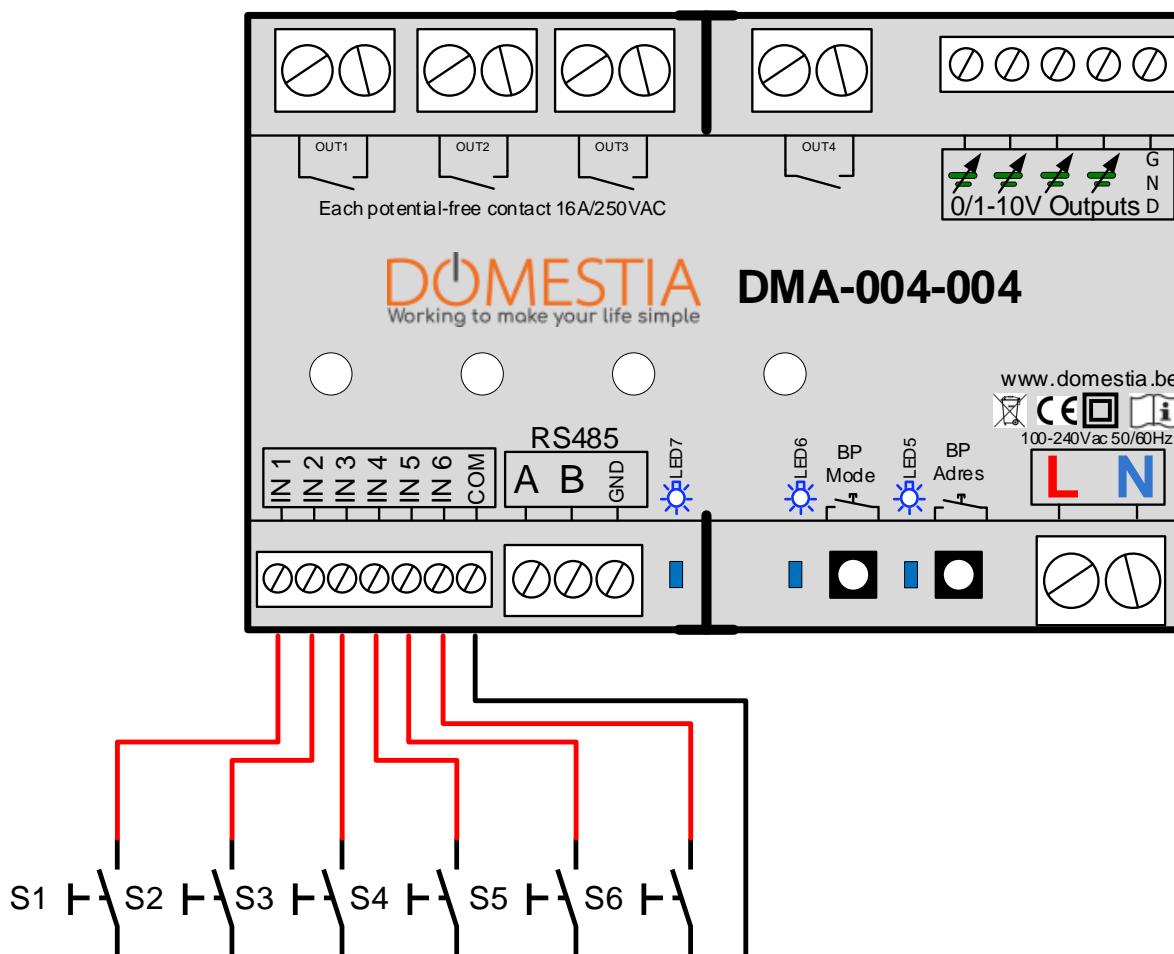 OUT1 OUT2 OUT3 OUT4
G
N
D
Each potential-free contact 16A/250VAC
0/1-10V Outputs
DOMESTIA
Working to make your life simple
DMA-004-004
www.domestia.be
CE
i
100-240Vac 50/60Hz
RS485
IN 1 IN 2 IN 3 IN 4 IN 5 IN 6 COM
A B GND
LED7
LED6
BP
Mode
LED5
BP
Adres
L N
S1 S2 S3 S4 S5 S6